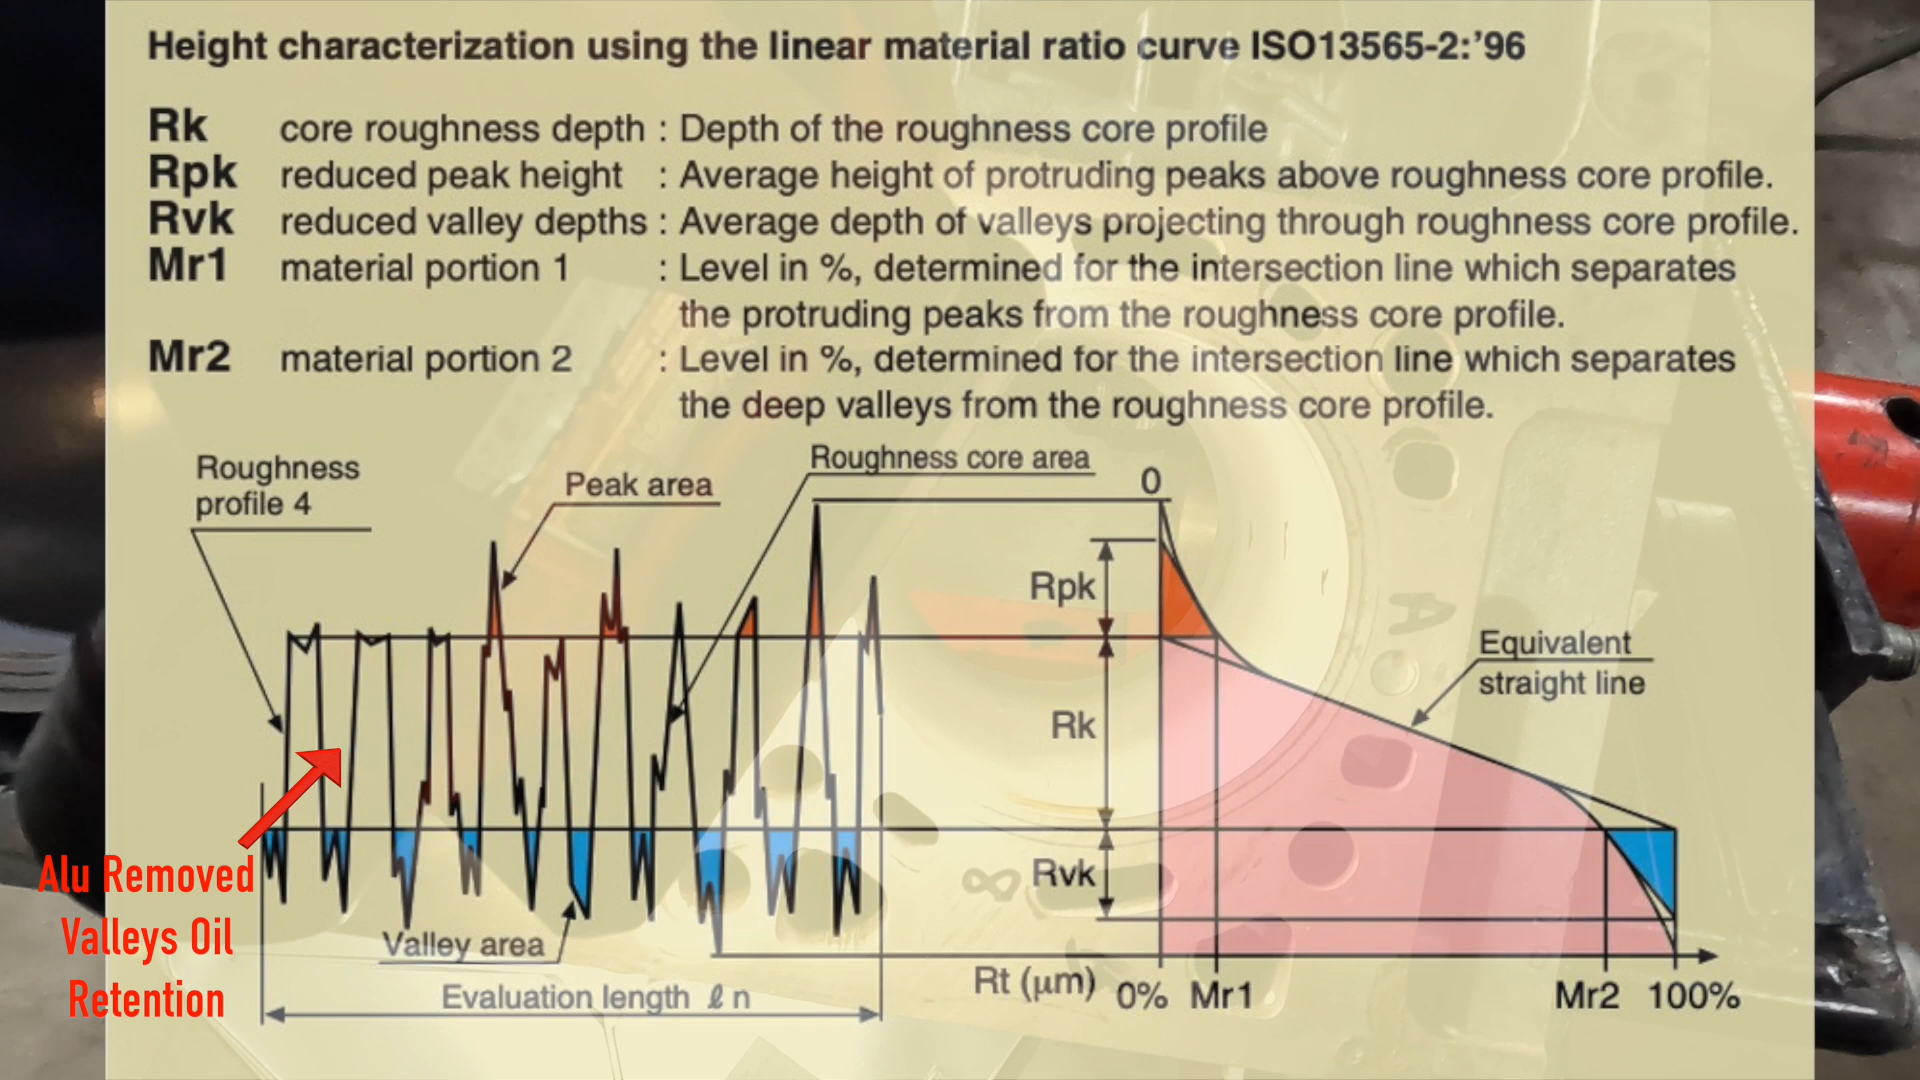 Height characterization using the linear material ratio curve ISO13565-2:'96
Rk core roughness depth : Depth of the roughness core profile
Rpk reduced peak height : Average height of protruding peaks above roughness core profile.
Rvk reduced valley depths : Average depth of valleys projecting through roughness core profile.
Mr1 material portion 1 : Level in %, determined for the intersection line which separates
the protruding peaks from the roughness core profile.
Mr2 material portion 2 : Level in %, determined for the intersection line which separates
the deep valleys from the roughness core profile.
Roughness
profile 4
Peak area
Roughness core area
0
Rpk
Rk
Rvk
Equivalent
straight line
Alu Removed
Valleys Oil
Retention
Valley area
Evaluation length ℓ n
Rt (μm)
0% Mr1 Mr2 100%
A
8